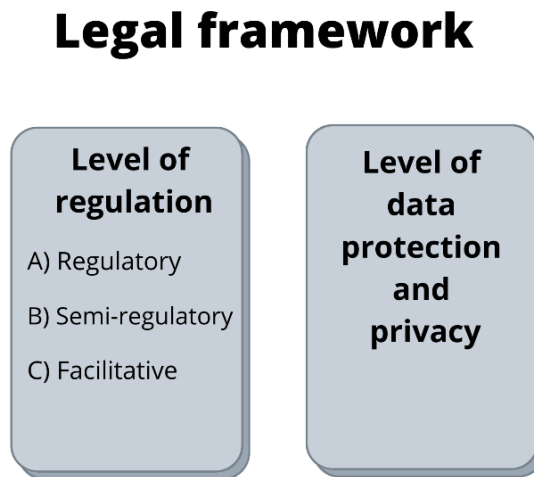 Legal framework
Level of
regulation
A) Regulatory
B) Semi-regulatory
C) Facilitative
Level of
data
protection
and
privacy